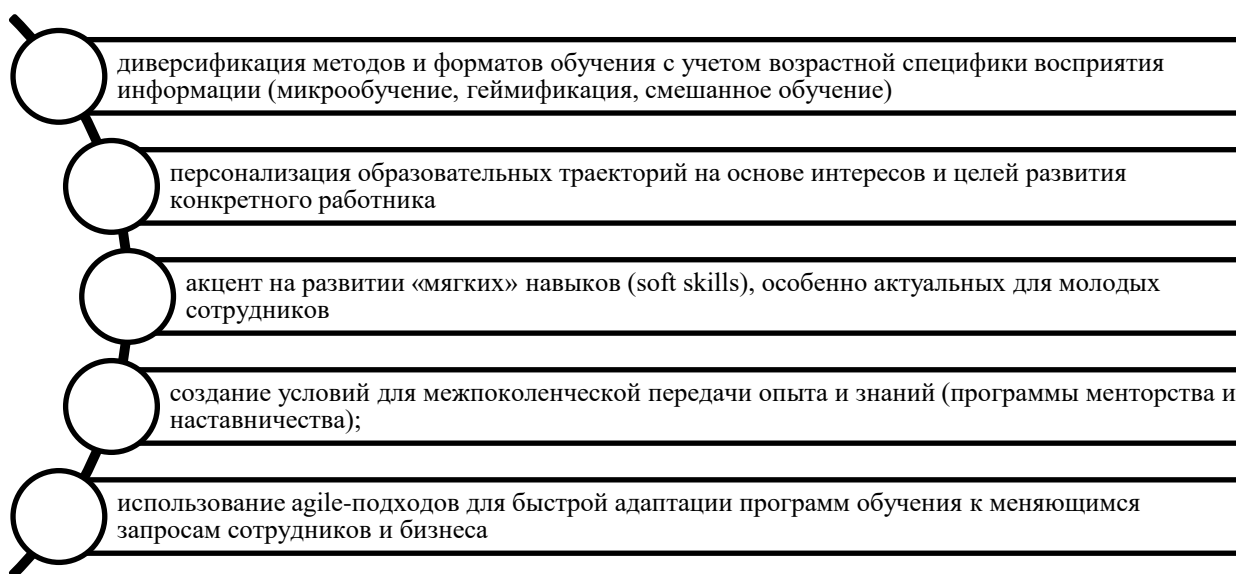 диверсификация методов и форматов обучения с учетом возрастной специфики восприятия
информации (микрообучение, геймификация, смешанное обучение)
персонализация образовательных траекторий на основе интересов и целей развития
конкретного работника
акцент на развитии «мягких» навыков (soft skills), особенно актуальных для молодых
сотрудников
создание условий для межпоколенческой передачи опыта и знаний (программы менторства и
наставничества);
использование agile-подходов для быстрой адаптации программ обучения к меняющимся
запросам сотрудников и бизнеса